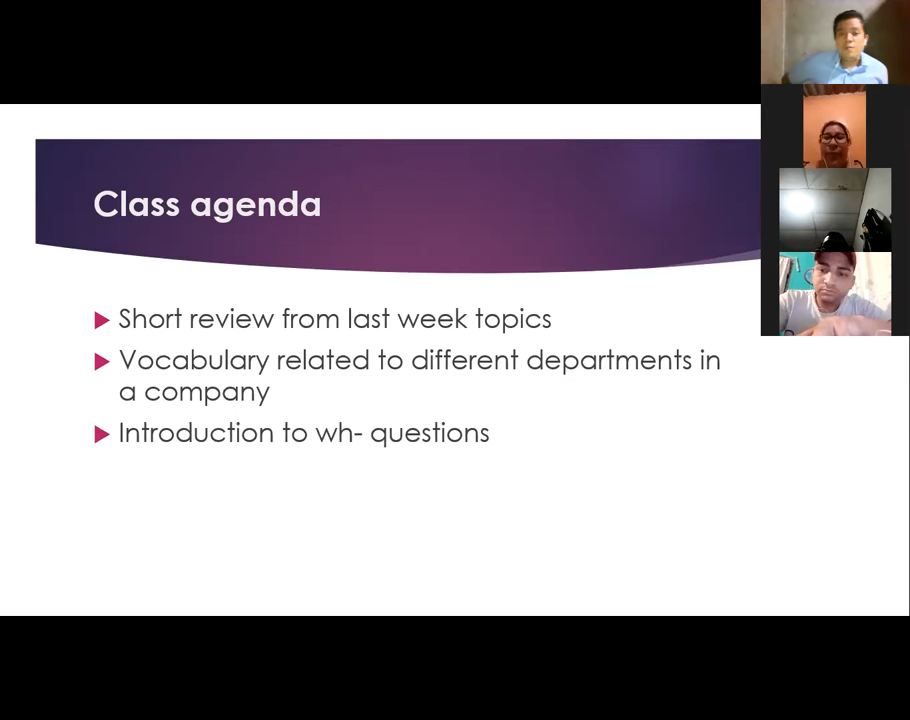 Class agenda
Short review from last week topics
Vocabulary related to different departments in
a company
Introduction to wh- questions